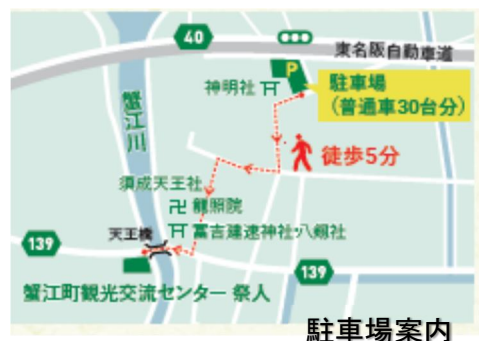 40
東名阪自動車道
P
神明社
駐車場
（普通車30台分）
蟹江川
徒歩5分
須成天王社
龍照院
冨吉建速神社・八剱社
天王橋
139
139
蟹江町観光交流センター 祭人
駐車場案内